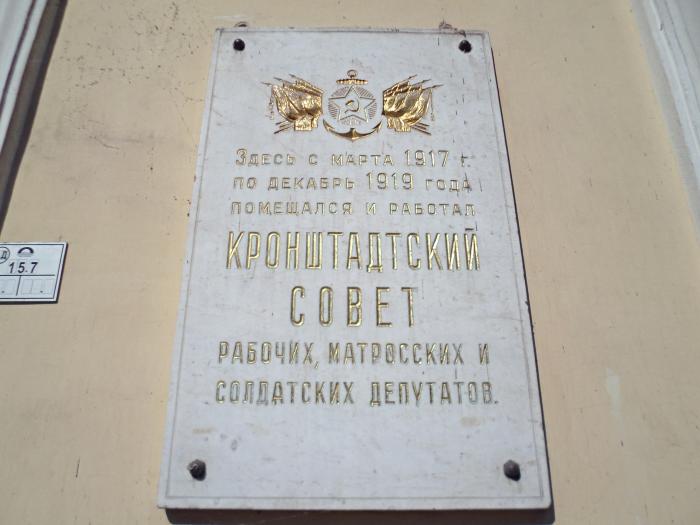 Здесь с марта 1917 г.
по декабрь 1919 года
помещался и работал
КРОНШТАДТСКИЙ
СОВЕТ
РАБОЧИХ, МАТРОССКИХ И
СОЛДАТСКИХ ДЕПУТАТОВ.
Д
15.7